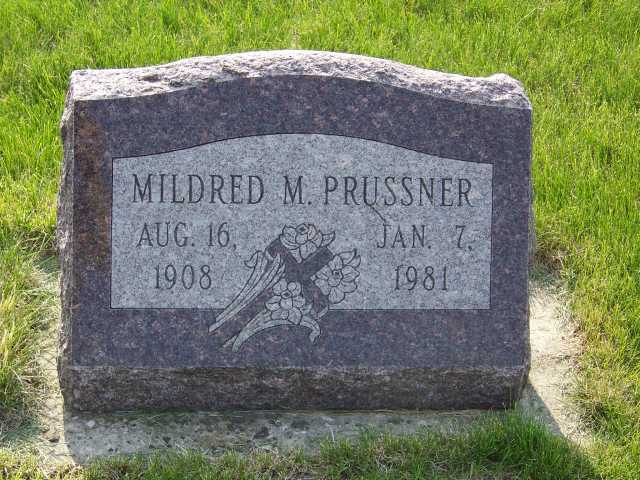 MILDRED M. PRUSSNER
AUG. 16, JAN. 7,
1908 1981